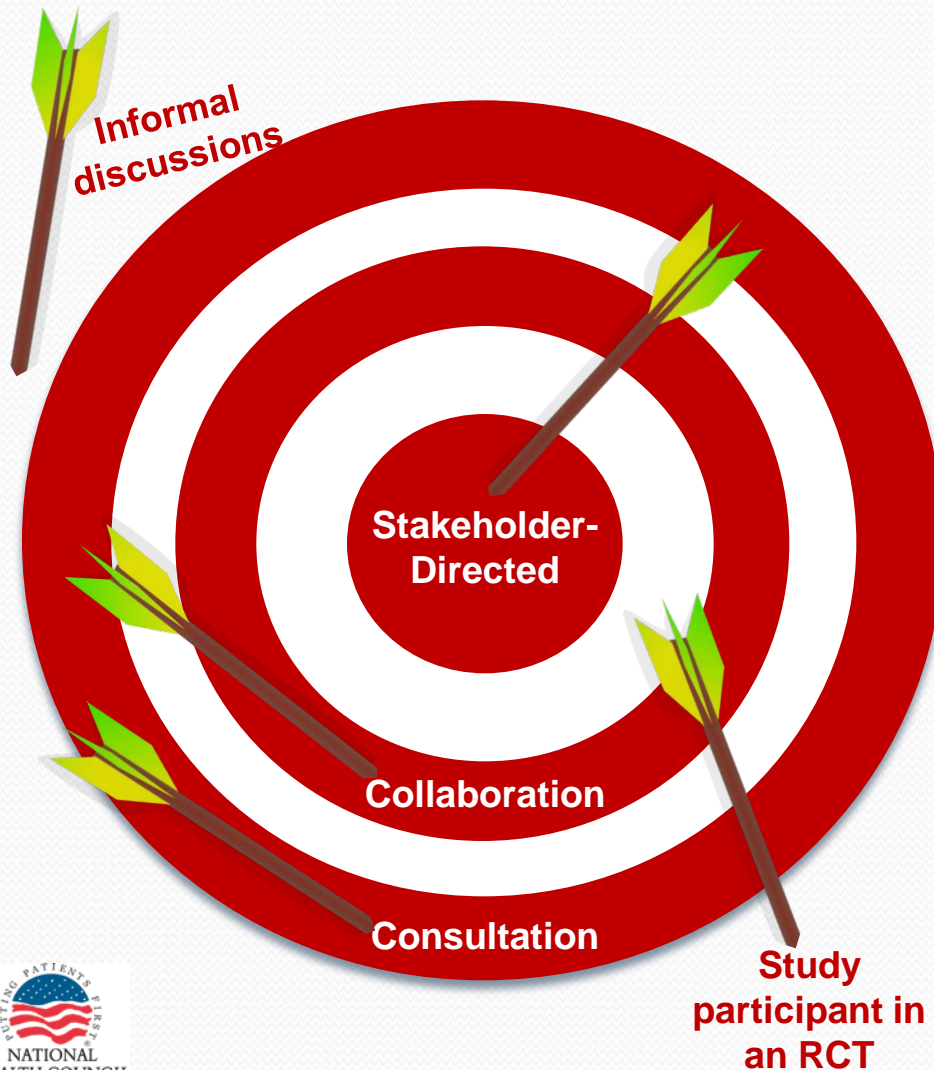 Informal
discussions
Stakeholder-
Directed
Collaboration
Consultation
Study
participant in
an RCT
PUTTING PATIENTS FIRST®
NATIONAL